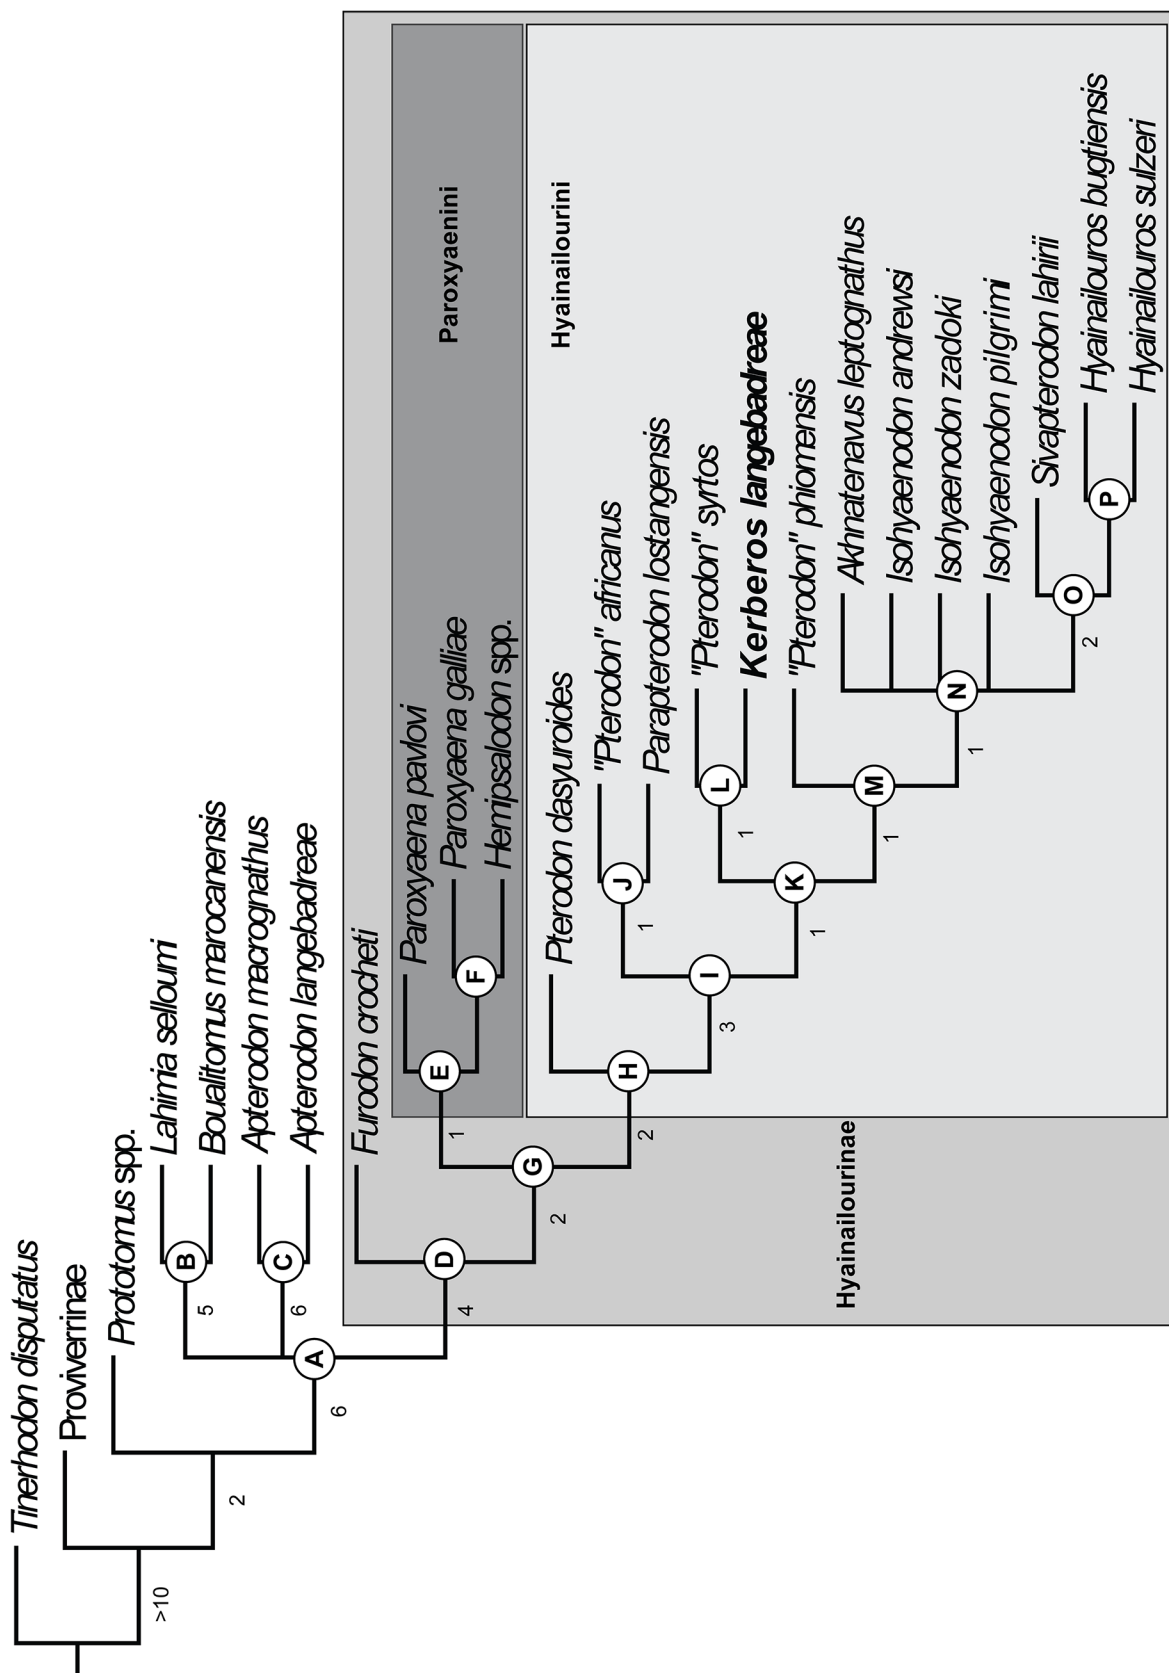 Tinerhodon disputatus
Proviverrinae
Prototomus spp.
Lahimia selloumi
Boualitomus marocanensis
Apterodon macrognathus
Apterodon langebadreae
Furodon crocheti
Paroxyaena pavlovi
Paroxyaena galliae
Hemipsalodon spp.
Pterodon dasyuroides
"Pterodon" africanus
Parapterodon lostangensis
"Pterodon" syrtos
Kerberos langebadreae
"Pterodon" phiomensis
Akhnatenavus leptognathus
Isohyaenodon andrewsi
Isohyaenodon zadoki
Isohyaenodon pilgrimi
Sivapterodon lahirii
Hyainailouros bugtiensis
Hyainailouros sulzeri
Paroxyaenini
Hyainailourini
Hyainailourinae
>10
2
6
A
5
B
6
C
4
D
2
G
1
E
F
2
H
3
I
1
J
1
K
1
L
1
M
1
N
2
O
P